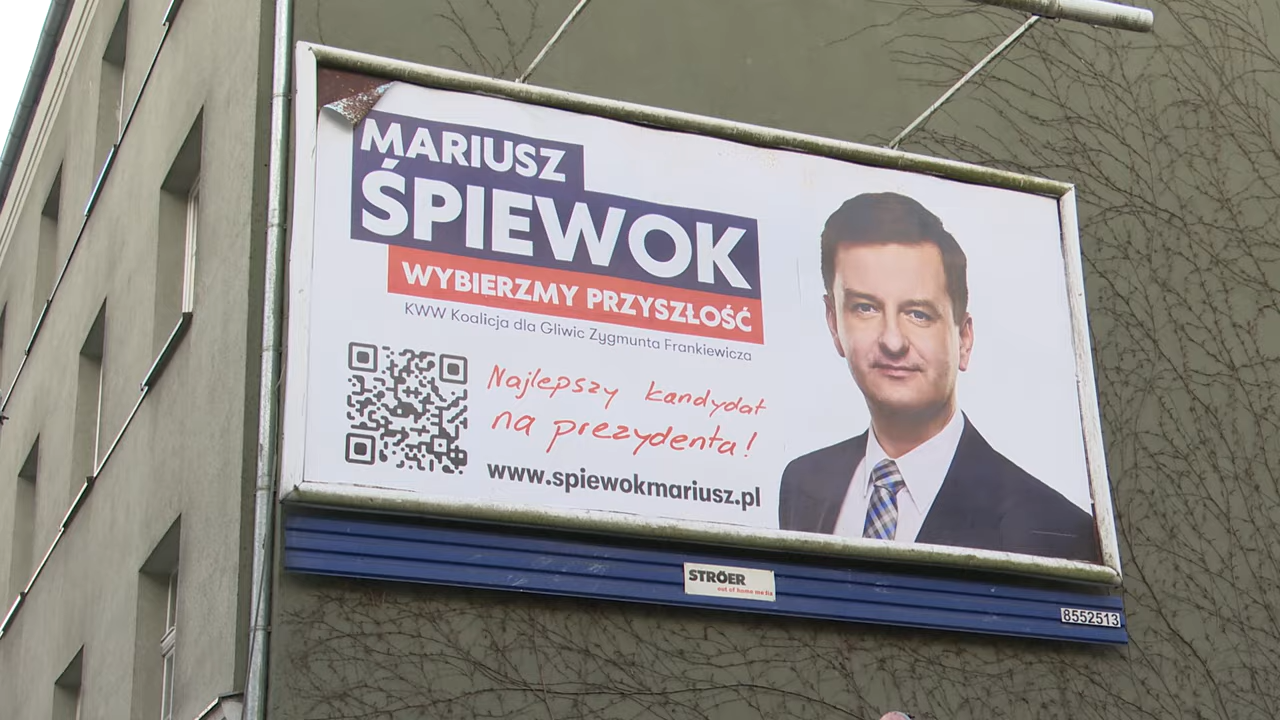 MARIUSZ
ŚPIEWOK
WYBIERZMY PRZYSZŁOŚĆ
KWW Koalicja dla Gliwic Zygmunta Frankiewicza
Najlepszy kandydat
na prezydenta!
www.spiewokmariusz.pl
STRÖER
out of home media
8552513